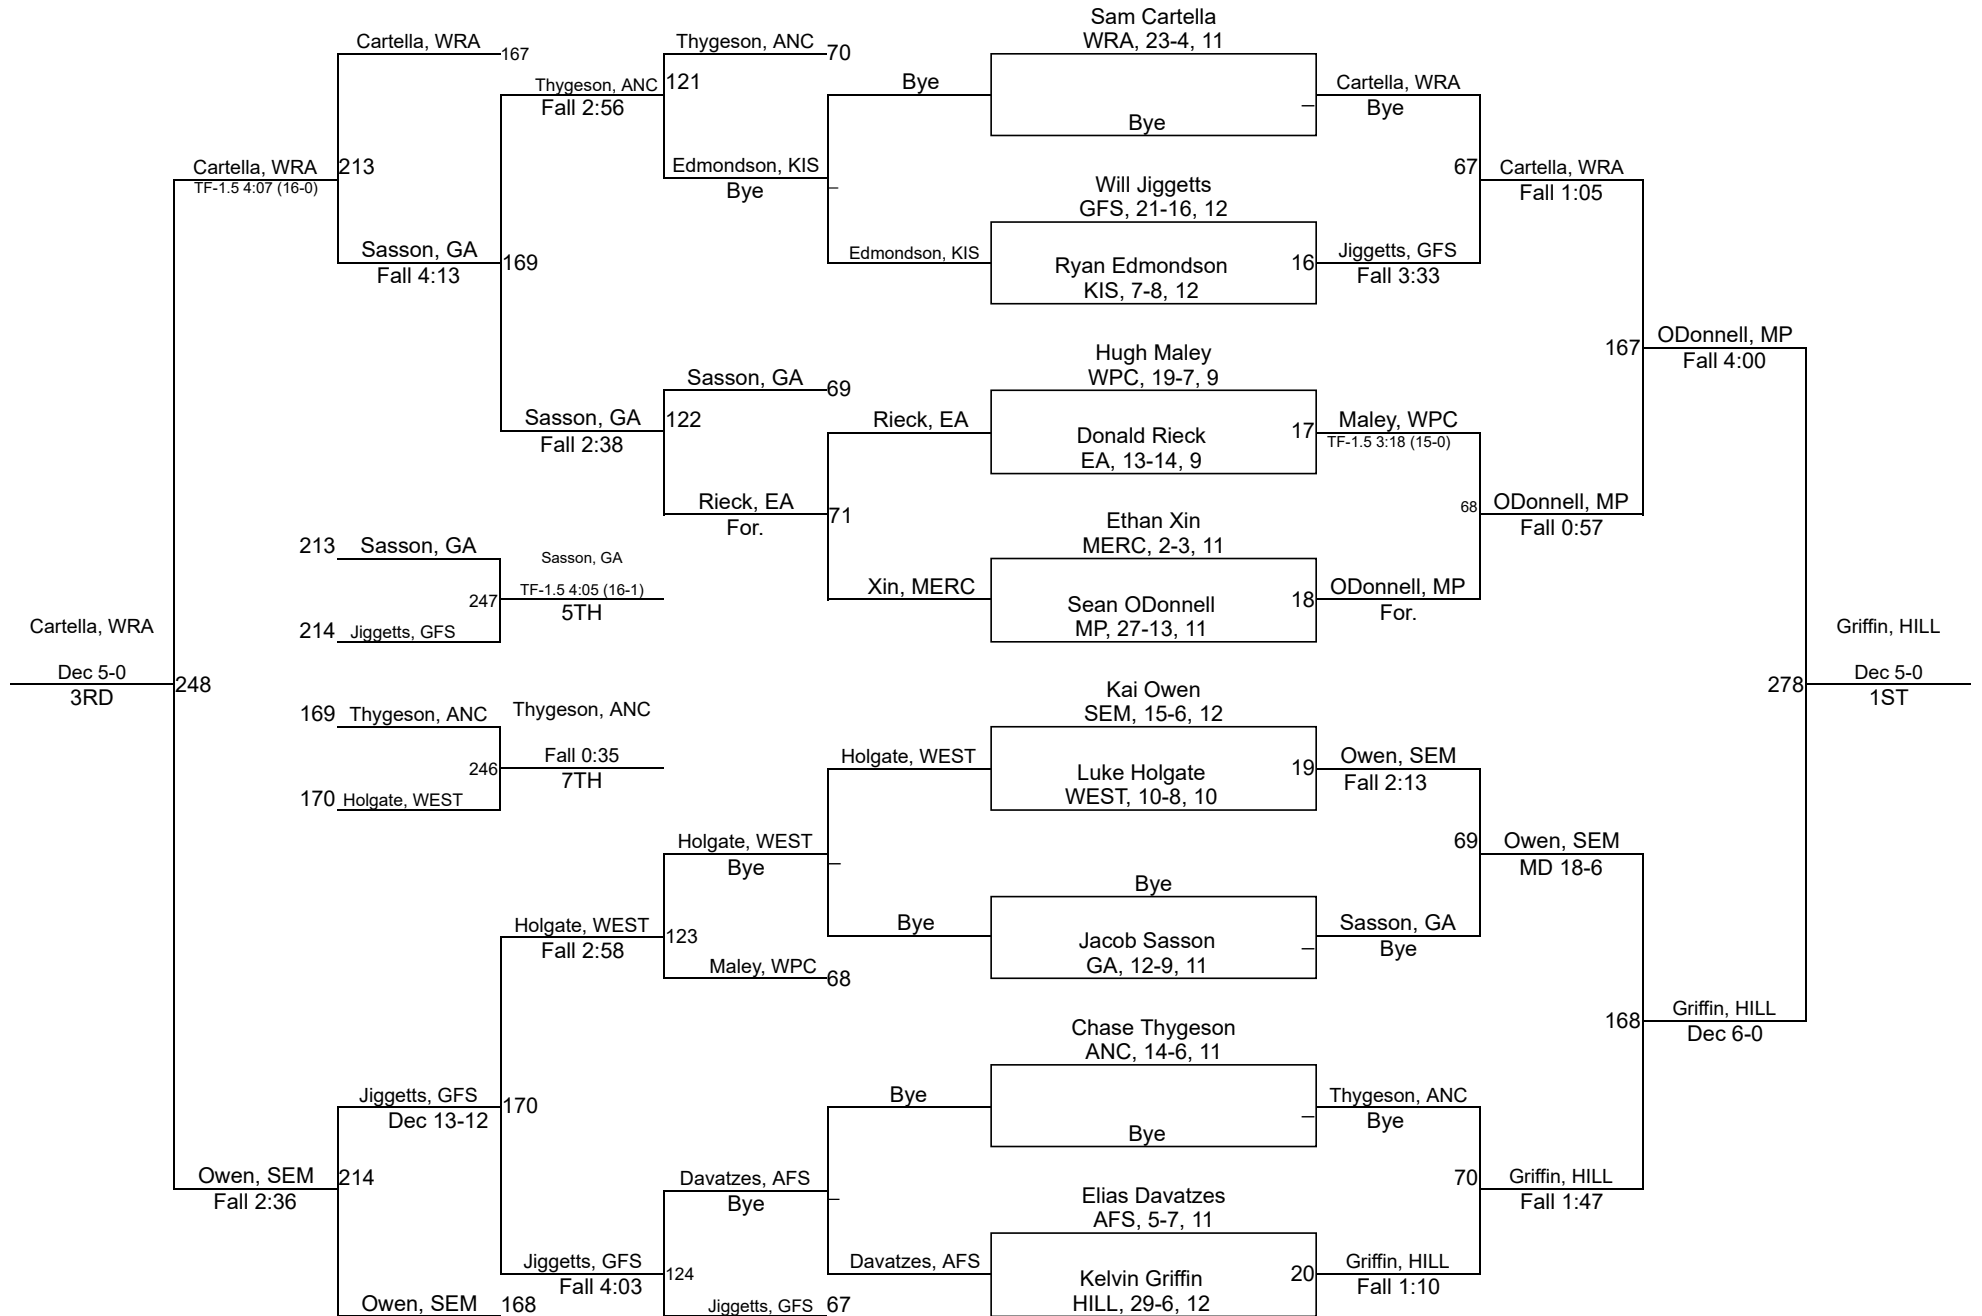 Sam Cartella
WRA, 23-4, 11
Cartella, WRA
167
Thygeson, ANC
70
Thygeson, ANC
121
Fall 2:56
Bye
Bye
–
Cartella, WRA
Bye
Cartella, WRA
213
TF-1.5 4:07 (16-0)
Edmondson, KIS
Bye
–
67
Cartella, WRA
Fall 1:05
Will Jiggetts
GFS, 21-16, 12
Sasson, GA
Fall 4:13
169
Edmondson, KIS
Ryan Edmondson
KIS, 7-8, 12
16
Jiggetts, GFS
Fall 3:33
167
ODonnell, MP
Fall 4:00
Hugh Maley
WPC, 19-7, 9
Sasson, GA
69
Sasson, GA
122
Fall 2:38
Rieck, EA
Donald Rieck
EA, 13-14, 9
17
Maley, WPC
TF-1.5 3:18 (15-0)
Rieck, EA
For.
71
68
ODonnell, MP
Fall 0:57
Ethan Xin
MERC, 2-3, 11
213
Sasson, GA
Sasson, GA
247
TF-1.5 4:05 (16-1)
5TH
214
Jiggetts, GFS
Xin, MERC
Sean ODonnell
MP, 27-13, 11
18
ODonnell, MP
For.
Cartella, WRA
Dec 5-0
3RD
248
Griffin, HILL
278
Dec 5-0
1ST
169
Thygeson, ANC
Thygeson, ANC
246
Fall 0:35
7TH
170
Holgate, WEST
Kai Owen
SEM, 15-6, 12
Holgate, WEST
Luke Holgate
WEST, 10-8, 10
19
Owen, SEM
Fall 2:13
Holgate, WEST
Bye
–
69
Owen, SEM
MD 18-6
Bye
Holgate, WEST
123
Fall 2:58
Bye
Jacob Sasson
GA, 12-9, 11
–
Sasson, GA
Bye
Maley, WPC
68
168
Griffin, HILL
Dec 6-0
Chase Thygeson
ANC, 14-6, 11
Jiggetts, GFS
Dec 13-12
170
Bye
Bye
–
Thygeson, ANC
Bye
Owen, SEM
214
Fall 2:36
Davatzes, AFS
Bye
–
70
Griffin, HILL
Fall 1:47
Elias Davatzes
AFS, 5-7, 11
Jiggetts, GFS
Fall 4:03
124
Davatzes, AFS
Kelvin Griffin
HILL, 29-6, 12
20
Griffin, HILL
Fall 1:10
Owen, SEM
168
Jiggetts, GFS
67